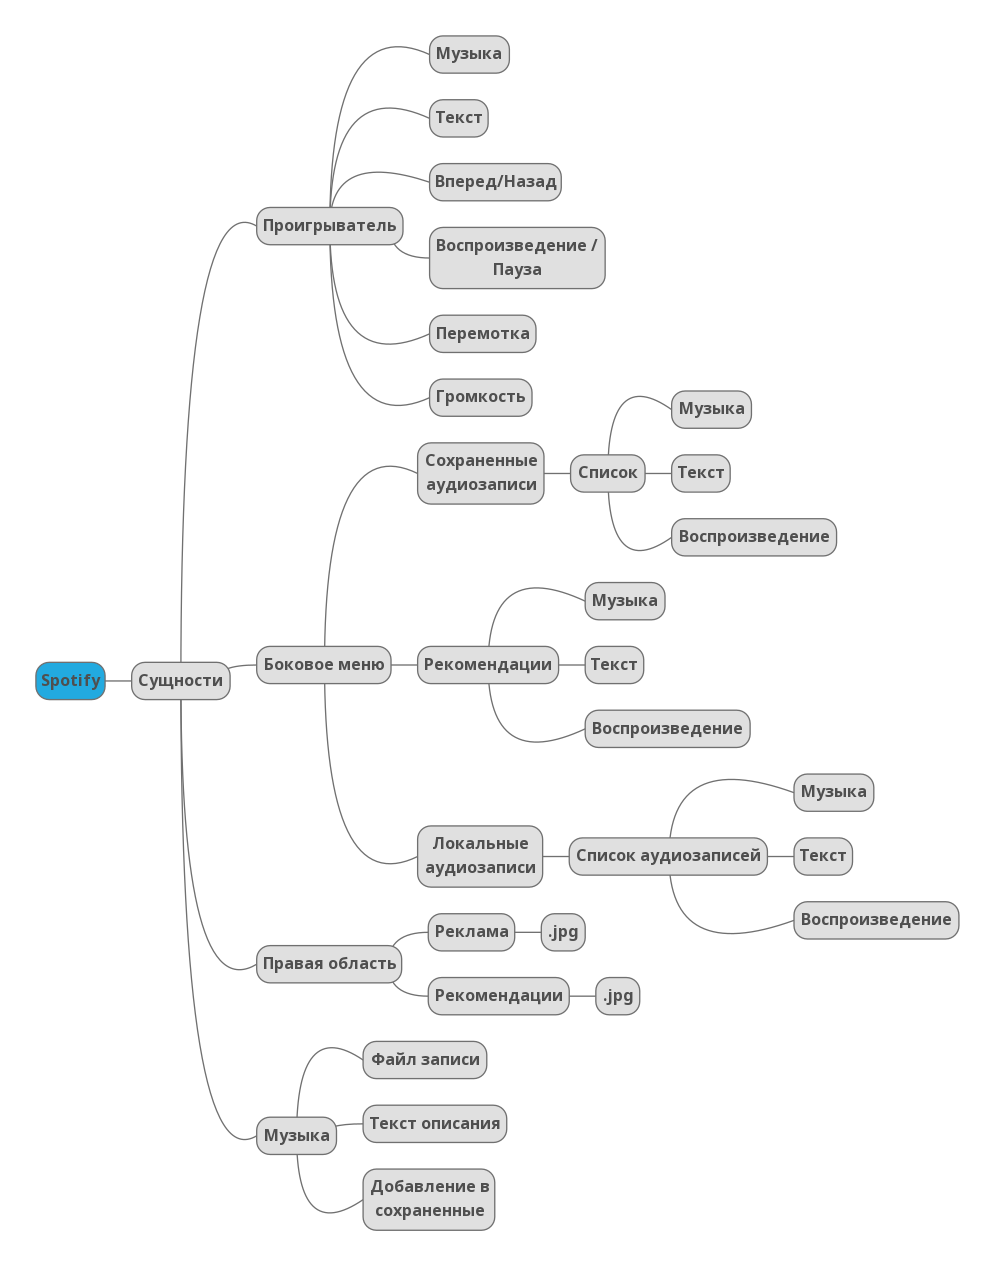 Spotify
Сущности
Проигрыватель
Музыка
Текст
Вперед/Назад
Воспроизведение /
Пауза
Перемотка
Громкость
Боковое меню
Сохраненные
аудиозаписи
Список
Музыка
Текст
Воспроизведение
Рекомендации
Музыка
Текст
Воспроизведение
Локальные
аудиозаписи
Список аудиозаписей
Музыка
Текст
Воспроизведение
Правая область
Реклама
.jpg
Рекомендации
.jpg
Музыка
Файл записи
Текст описания
Добавление в
сохраненные